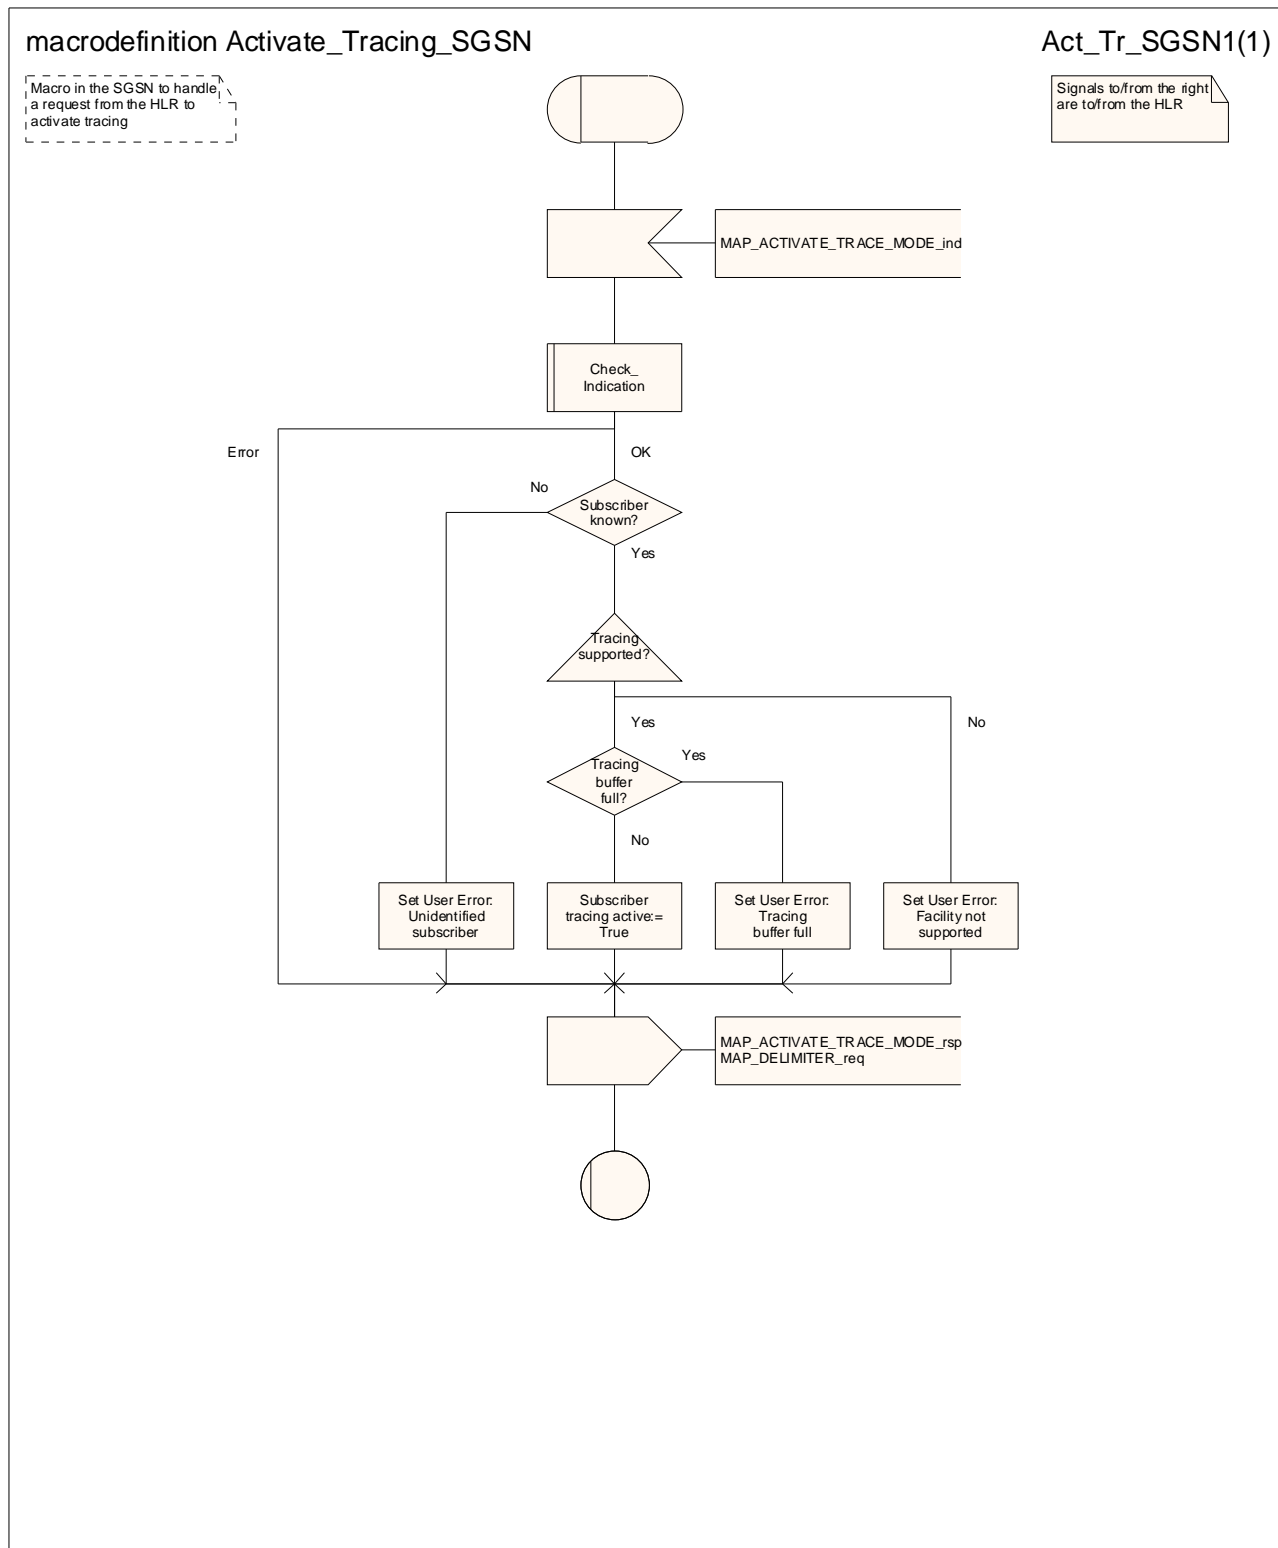 macrodefinition Activate_Tracing_SGSN
Act_Tr_SGSN1(1)
Macro in the SGSN to handle
a request from the HLR to
activate tracing
Signals to/from the right
are to/from the HLR
MAP_ACTIVATE_TRACE_MODE_ind
Check_
Indication
Error
OK
No
Subscriber
known?
Yes
Tracing
supported?
Yes
No
Yes
Tracing
buffer
full?
No
Set User Error:
Unidentified
subscriber
Subscriber
tracing active:=
True
Set User Error:
Tracing
buffer full
Set User Error:
Facility not
supported
MAP_ACTIVATE_TRACE_MODE_rsp
MAP_DELIMITER_req